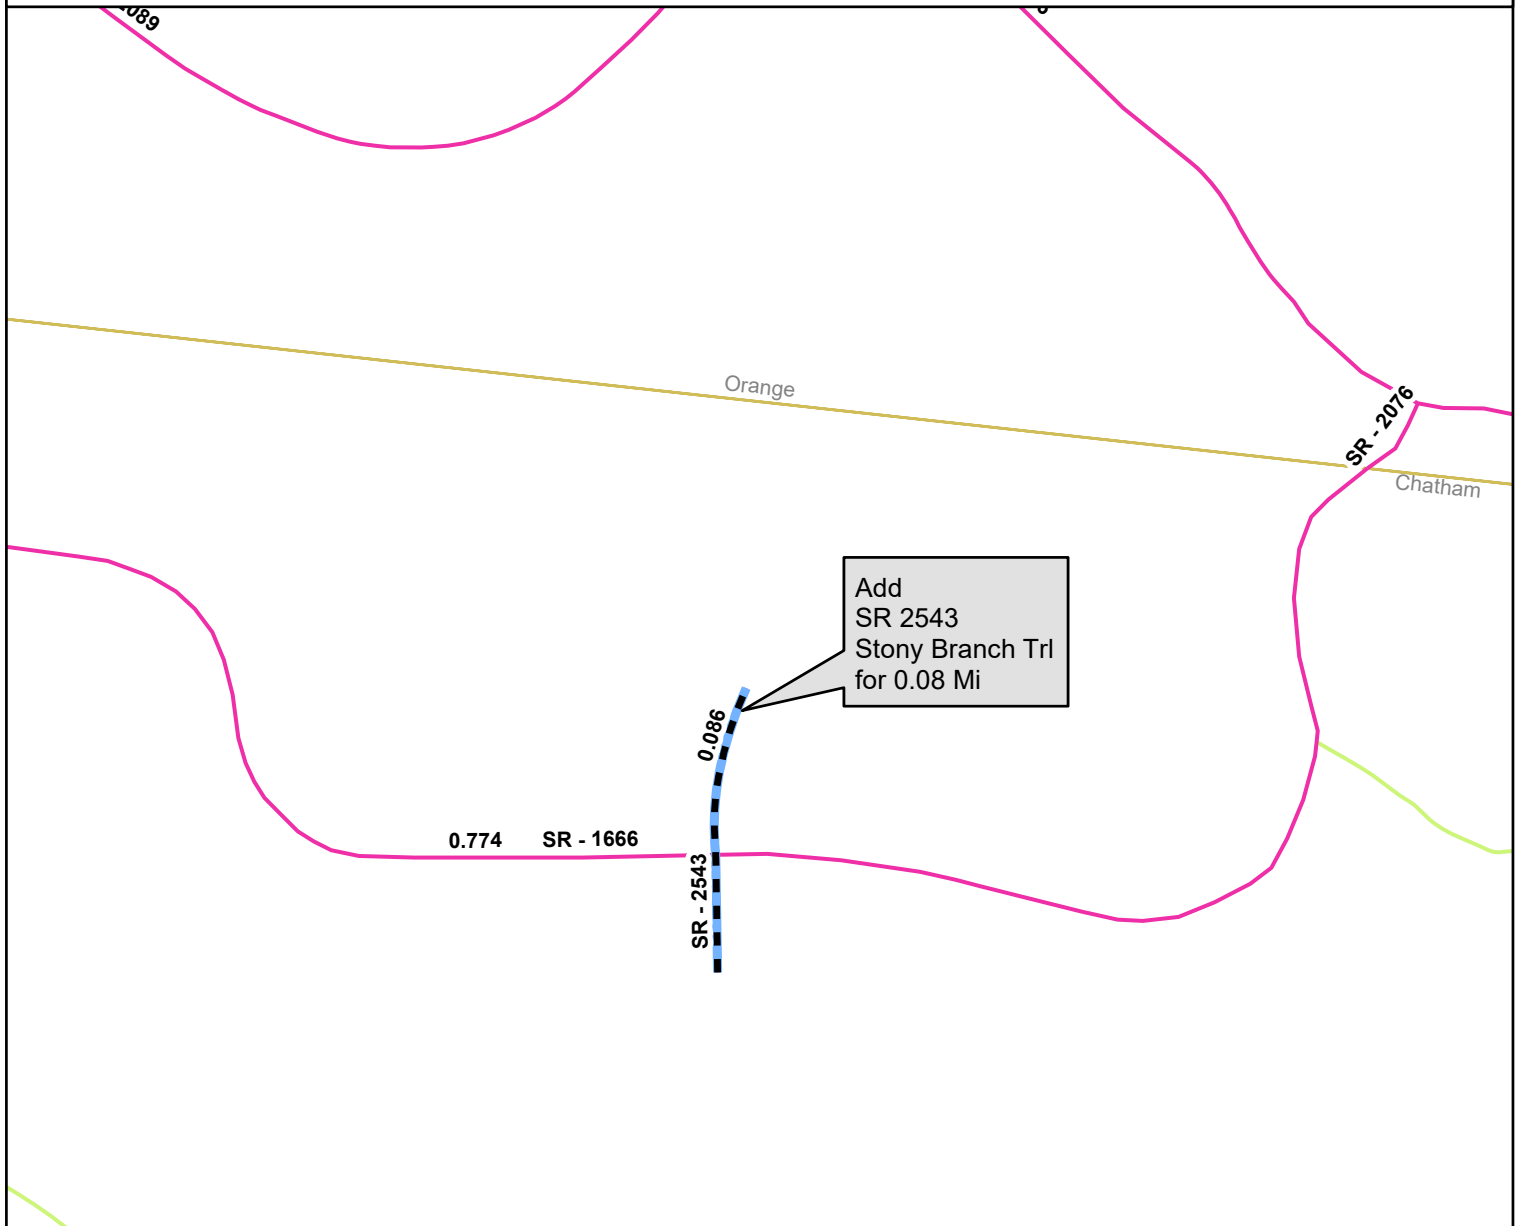 Orange
SR - 2076
Chatham
Add
SR 2543
Stony Branch Trl
for 0.08 Mi
0.086
0.774 SR - 1666
SR - 2543